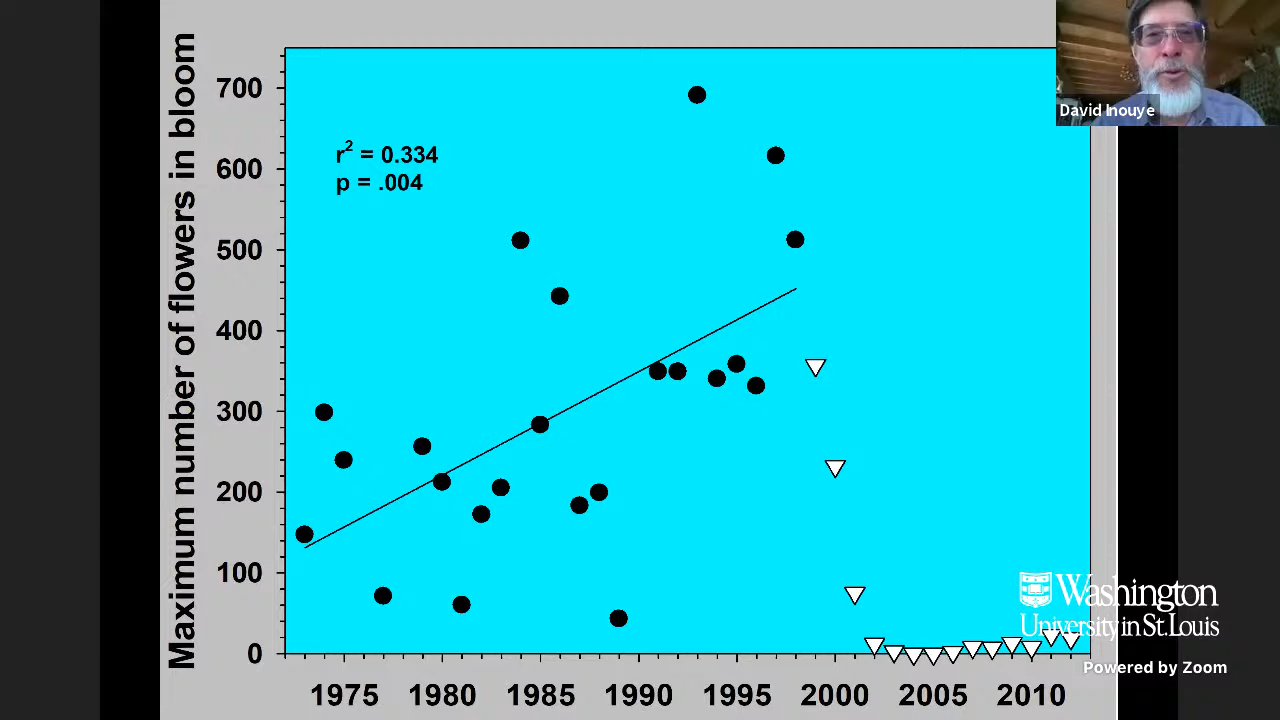 Maximum number of flowers in bloom
700
600
500
400
300
200
100
0
r² = 0.334
p = .004
1975 1980 1985 1990 1995 2000 2005 2010
David Inouye
Washington
University in St. Louis
Powered by Zoom